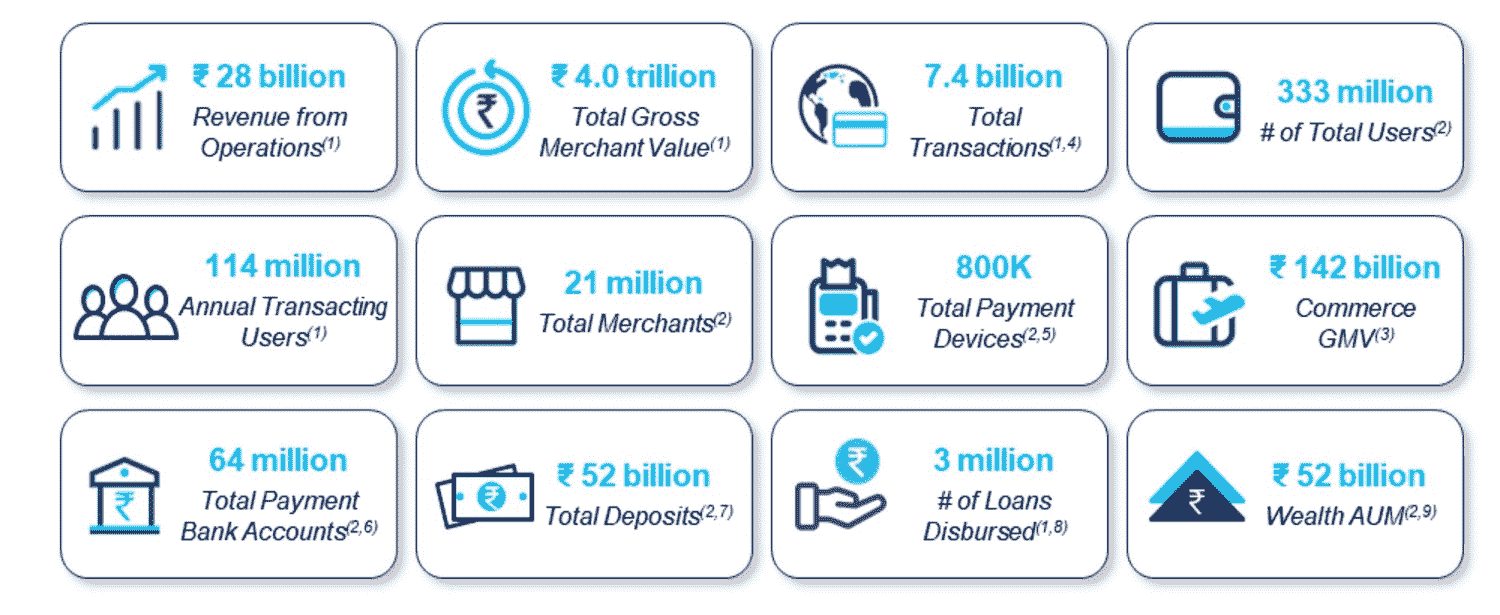 ₹ 28 billion
Revenue from
Operations(1)
₹ 4.0 trillion
Total Gross
Merchant Value(1)
7.4 billion
Total
Transactions(1,4)
333 million
# of Total Users(2)
114 million
Annual Transacting
Users(1)
21 million
Total Merchants(2)
800K
Total Payment
Devices(2,5)
₹ 142 billion
Commerce
GMV(3)
64 million
Total Payment
Bank Accounts(2,6)
₹ 52 billion
Total Deposits(2,7)
3 million
# of Loans
Disbursed(1,8)
₹ 52 billion
Wealth AUM(2,9)